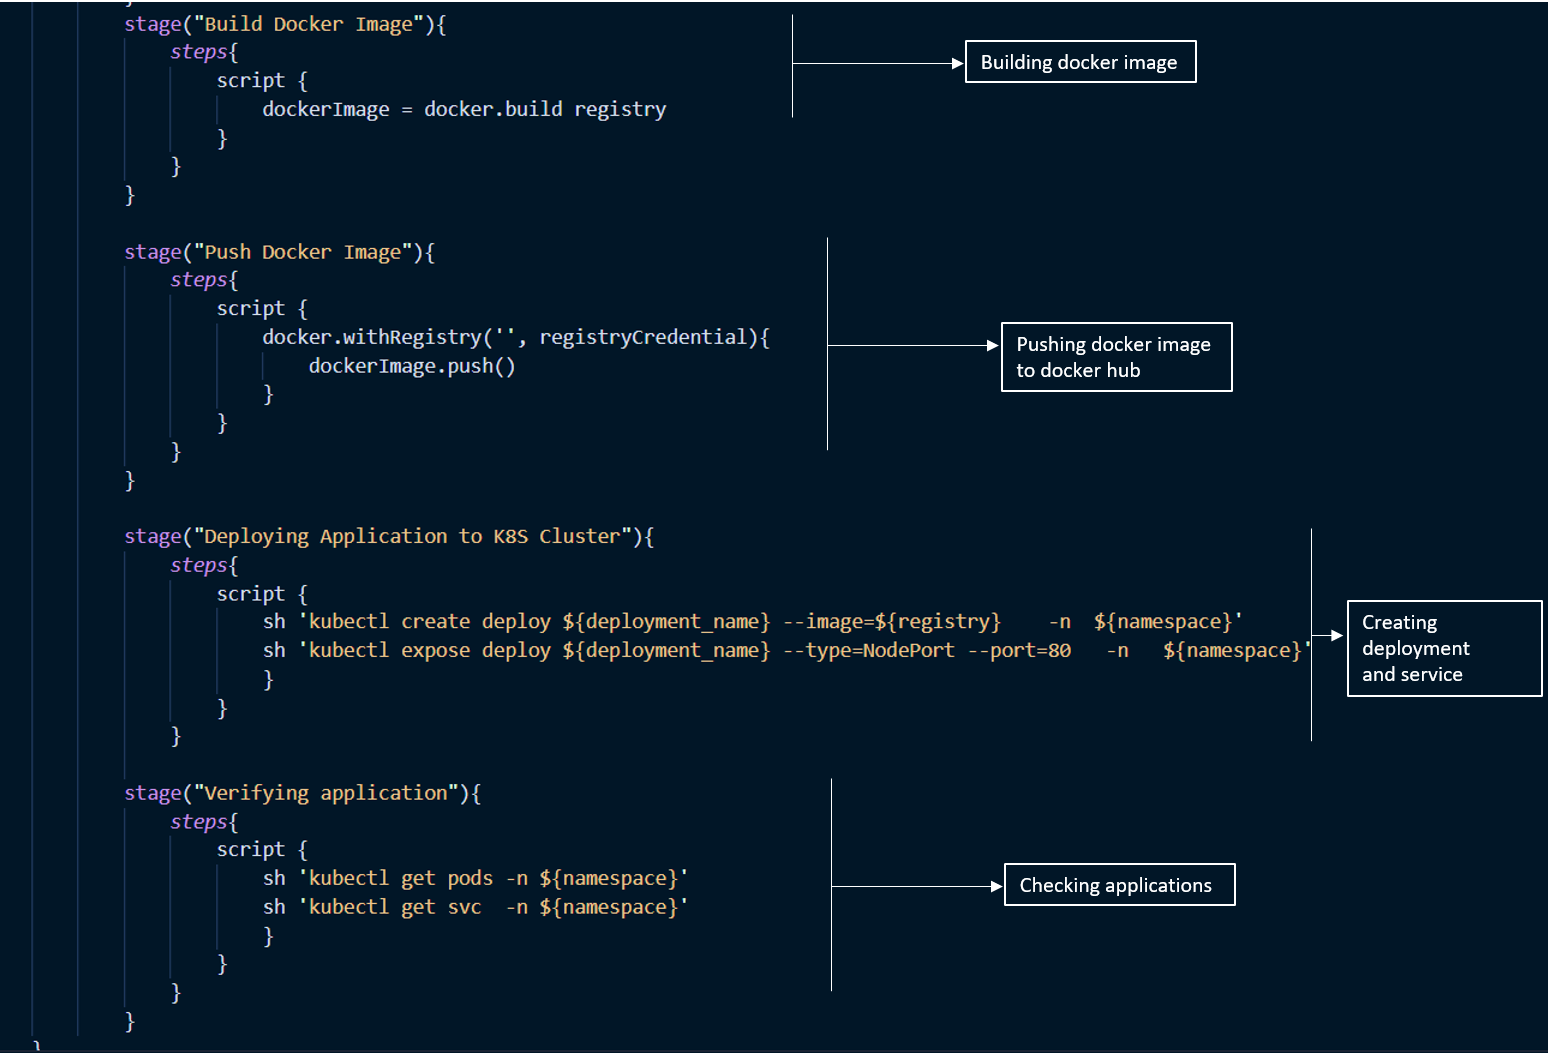 }
stage("Build Docker Image"){
steps{
script {
dockerImage = docker.build registry
}
}
}
Building docker image
stage("Push Docker Image"){
steps{
script {
docker.withRegistry('', registryCredential){
dockerImage.push()
}
}
}
}
Pushing docker image
to docker hub
stage("Deploying Application to K8S Cluster"){
steps{
script {
sh 'kubectl create deploy ${deployment_name} --image=${registry}    -n  ${namespace}'
sh 'kubectl expose deploy ${deployment_name} --type=NodePort --port=80   -n   ${namespace}'
}
}
}
Creating
deployment
and service
stage("Verifying application"){
steps{
script {
sh 'kubectl get pods -n ${namespace}'
sh 'kubectl get svc  -n ${namespace}'
}
}
}
}
Checking applications
}